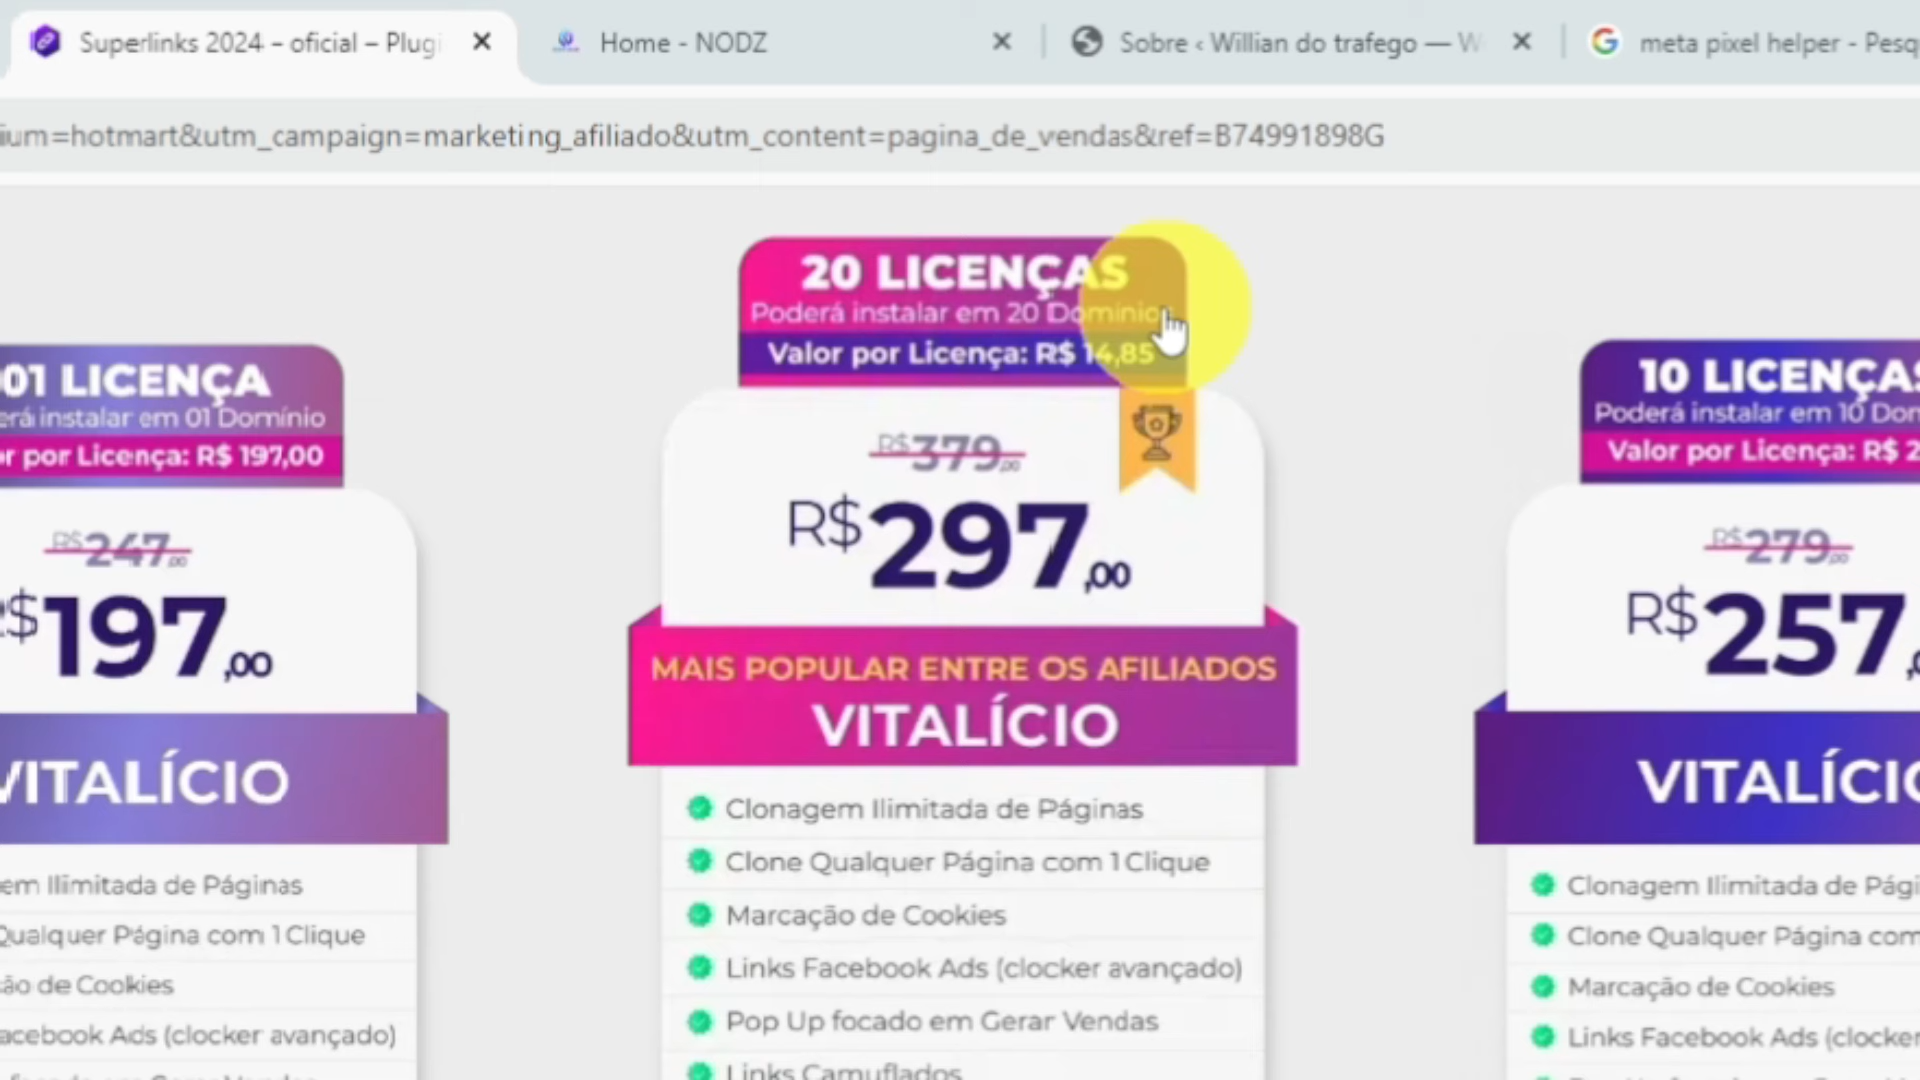 Superlinks 2024 – oficial – Plugi
Home - NODZ
Sobre ‹ Willian do trafego — W
meta pixel helper - Pesq
ium=hotmart&utm_campaign=marketing_afiliado&utm_content=pagina_de_vendas&ref=B74991898G
01 LICENÇA
erá instalar em 01 Domínio
r por Licença: R$ 197,00
R$247,00
$197,00
VITALÍCIO
em Ilimitada de Páginas
Qualquer Página com 1 Clique
ão de Cookies
acebook Ads (clocker avançado)
20 LICENÇAS
Poderá instalar em 20 Domínio
Valor por Licença: R$ 14,85
R$379,00
R$297,00
MAIS POPULAR ENTRE OS AFILIADOS
VITALÍCIO
Clonagem Ilimitada de Páginas
Clone Qualquer Página com 1 Clique
Marcação de Cookies
Links Facebook Ads (clocker avançado)
Pop Up focado em Gerar Vendas
Links Camuflados
10 LICENÇAS
Poderá instalar em 10 Dom
Valor por Licença: R$ 2
R$279,00
R$257,
VITALÍCI
Clonagem Ilimitada de Pági
Clone Qualquer Página com
Marcação de Cookies
Links Facebook Ads (clocker